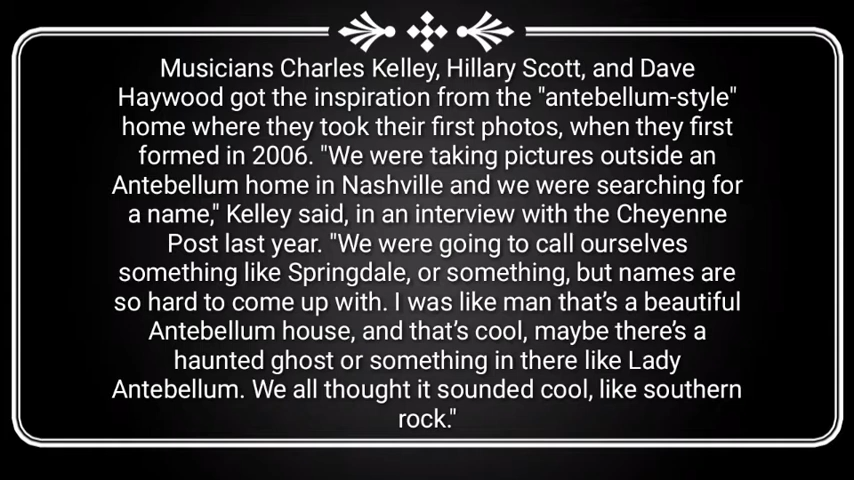 Musicians Charles Kelley, Hillary Scott, and Dave
Haywood got the inspiration from the "antebellum-style"
home where they took their first photos, when they first
formed in 2006. "We were taking pictures outside an
Antebellum home in Nashville and we were searching for
a name," Kelley said, in an interview with the Cheyenne
Post last year. "We were going to call ourselves
something like Springdale, or something, but names are
so hard to come up with. I was like man that’s a beautiful
Antebellum house, and that’s cool, maybe there’s a
haunted ghost or something in there like Lady
Antebellum. We all thought it sounded cool, like southern
rock."